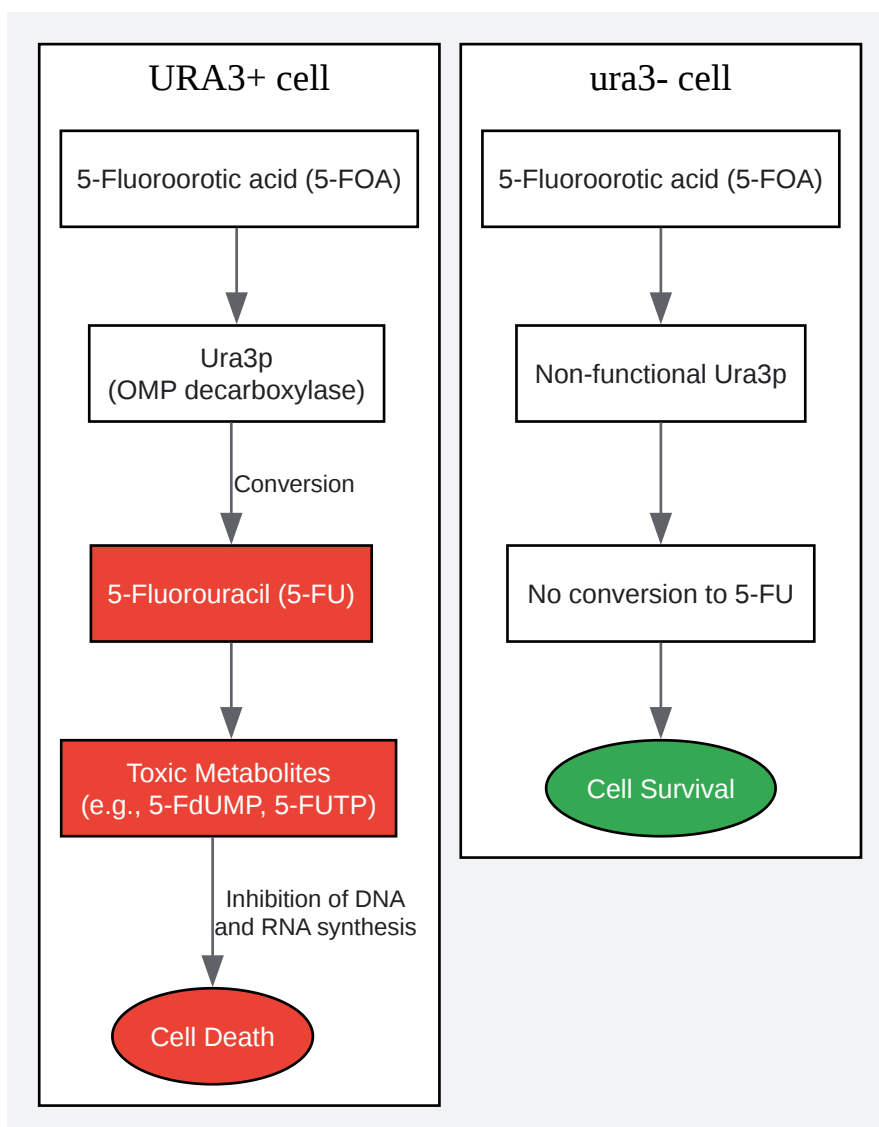 URA3+ cell
5-Fluoroorotic acid (5-FOA)
Ura3p
(OMP decarboxylase)
Conversion
5-Fluorouracil (5-FU)
Toxic Metabolites
(e.g., 5-FdUMP, 5-FUTP)
Inhibition of DNA
and RNA synthesis
Cell Death
ura3- cell
5-Fluoroorotic acid (5-FOA)
Non-functional Ura3p
No conversion to 5-FU
Cell Survival